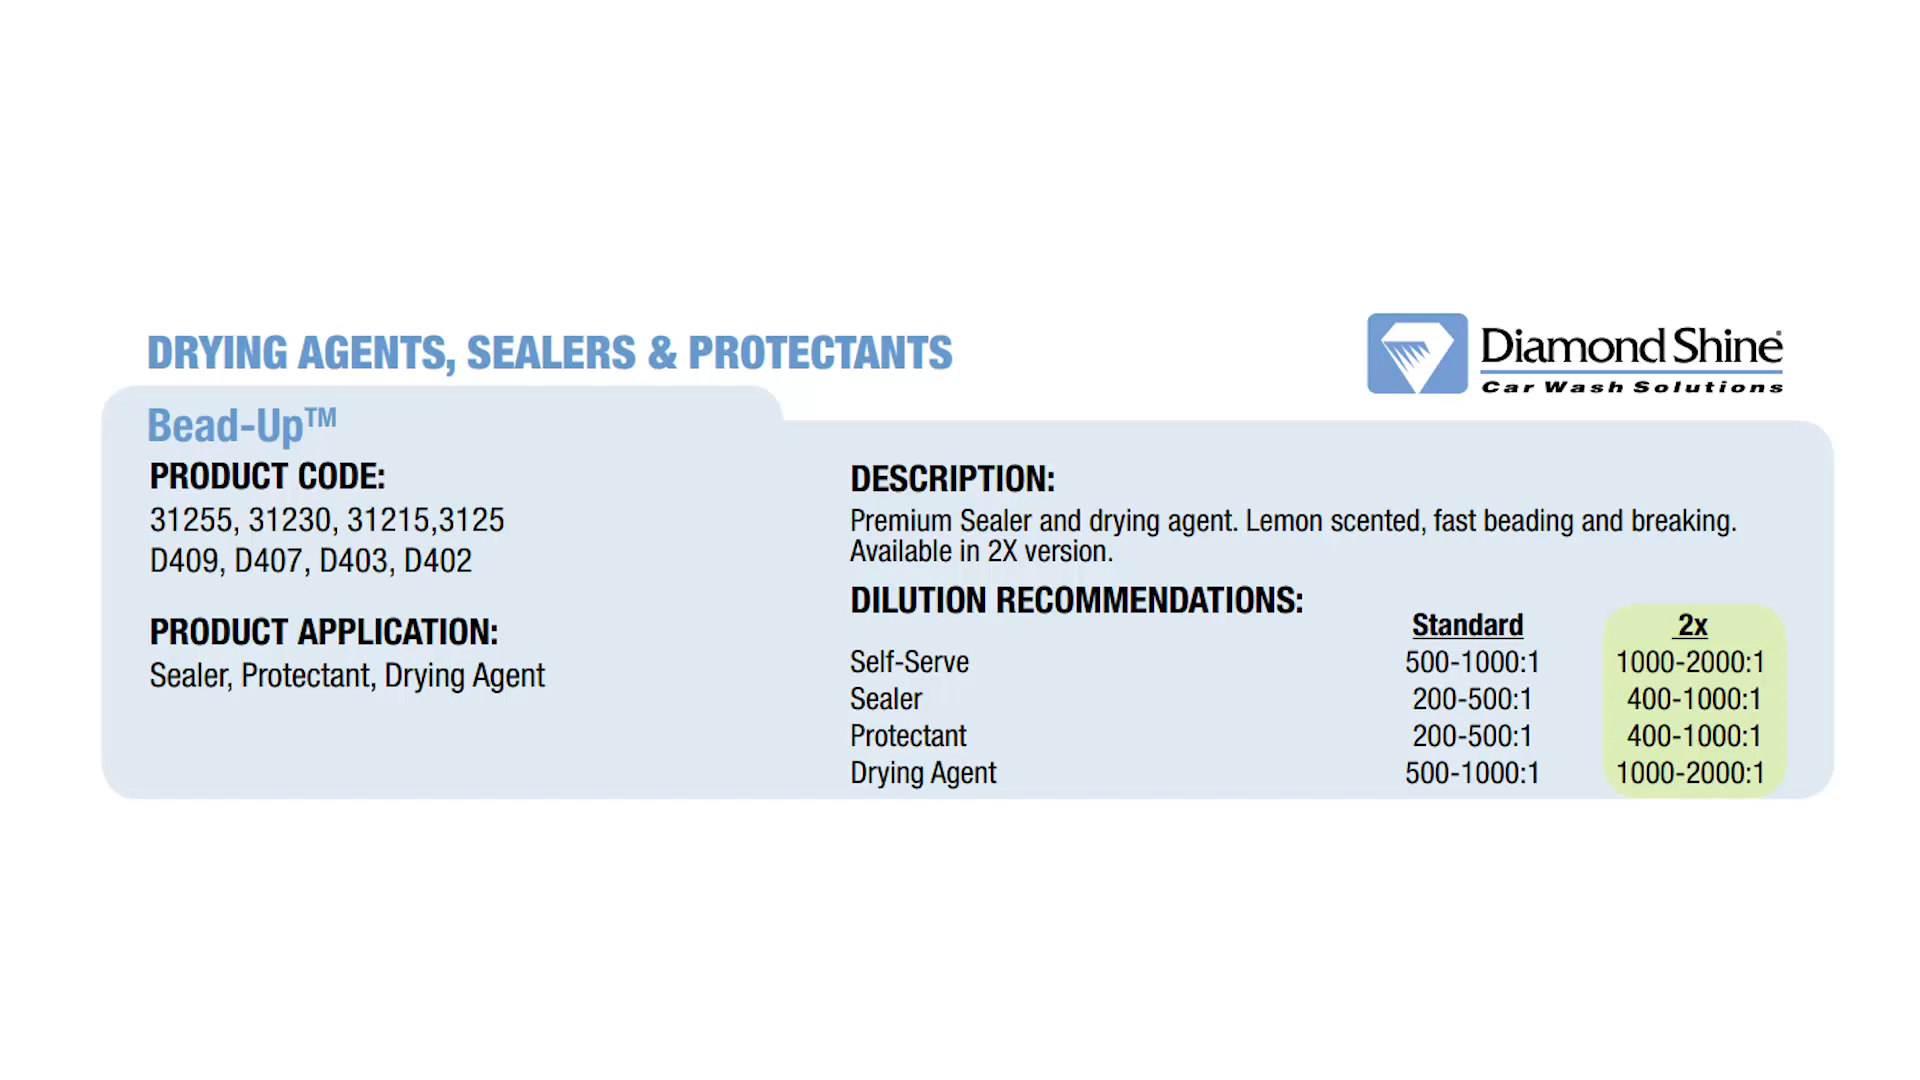 DRYING AGENTS, SEALERS & PROTECTANTS
Diamond Shine®
Car Wash Solutions
Bead-Up™
PRODUCT CODE:
31255, 31230, 31215,3125
D409, D407, D403, D402
PRODUCT APPLICATION:
Sealer, Protectant, Drying Agent
DESCRIPTION:
Premium Sealer and drying agent. Lemon scented, fast beading and breaking.
Available in 2X version.
DILUTION RECOMMENDATIONS:
Standard 2x
Self-Serve 500-1000:1 1000-2000:1
Sealer 200-500:1 400-1000:1
Protectant 200-500:1 400-1000:1
Drying Agent 500-1000:1 1000-2000:1